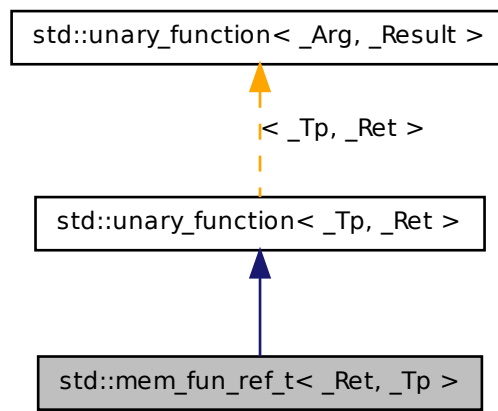 std::unary_function< _Arg, _Result >
< _Tp, _Ret >
std::unary_function< _Tp, _Ret >
std::mem_fun_ref_t< _Ret, _Tp >